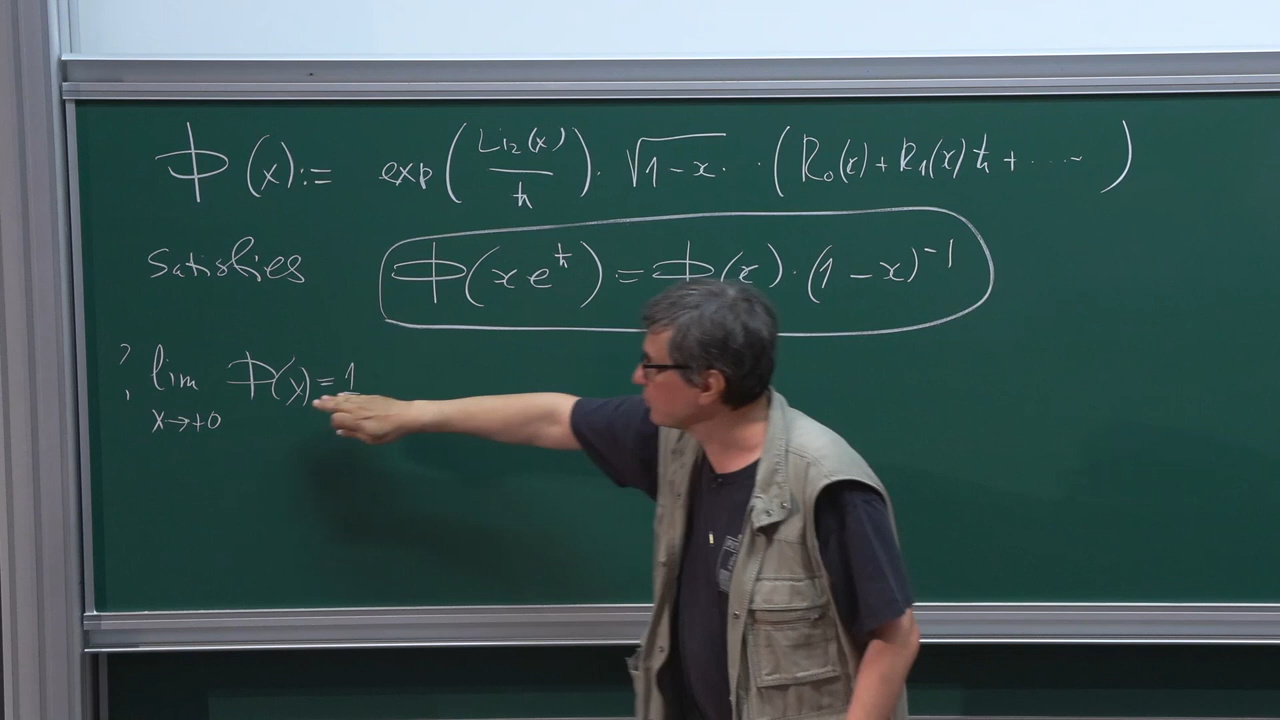 Φ(x) := exp(Li₂(x)/ħ) · √(1-x) · (R₀(x) + R₁(x)ħ + ·····)
Satisfies Φ(xe^ħ) = Φ(x) · (1-x)⁻¹
? lim Φ(x) = 1
x→+0